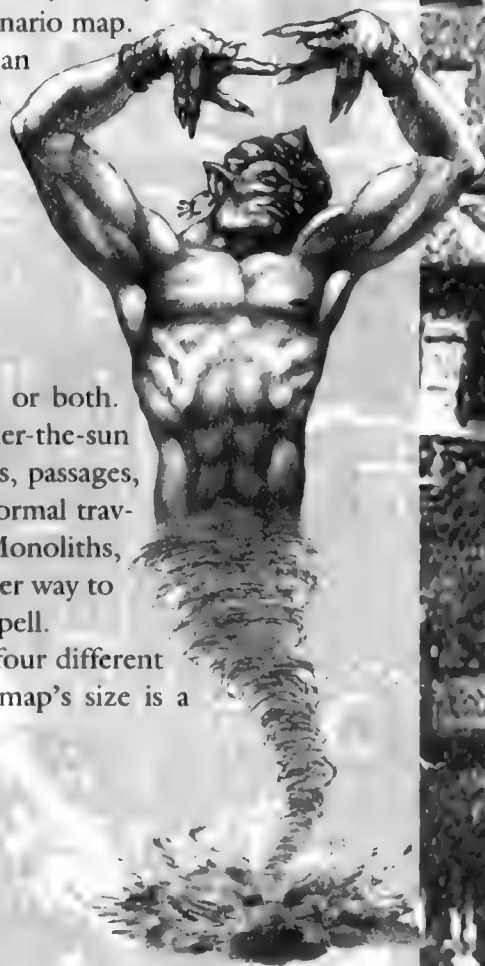 nario map.
an
or both.
er-the-sun
s, passages,
ormal trav-
Monoliths,
er way to
pell.
four different
map's size is a